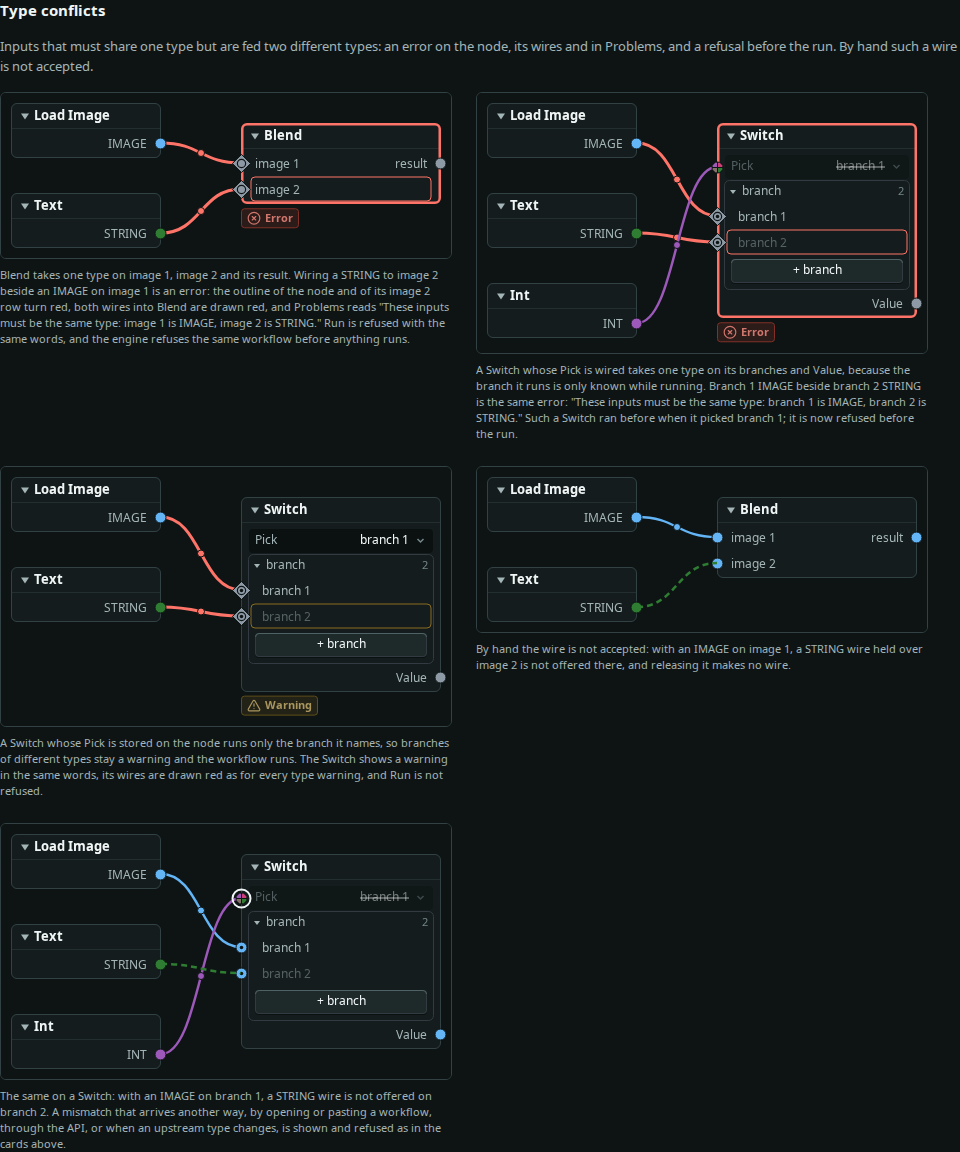 Type conflicts
Inputs that must share one type but are fed two different types: an error on the node, its wires and in Problems, and a refusal before the run. By hand such a wire
is not accepted.
Load Image
IMAGE
Text
STRING
Blend
image 1
result
image 2
Error
Blend takes one type on image 1, image 2 and its result. Wiring a STRING to image 2
beside an IMAGE on image 1 is an error: the outline of the node and of its image 2
row turn red, both wires into Blend are drawn red, and Problems reads "These inputs
must be the same type: image 1 is IMAGE, image 2 is STRING." Run is refused with the
same words, and the engine refuses the same workflow before anything runs.
Load Image
IMAGE
Text
STRING
Int
INT
Switch
Pick
branch 1
branch
2
branch 1
branch 2
+ branch
Value
Error
A Switch whose Pick is wired takes one type on its branches and Value, because the
branch it runs is only known while running. Branch 1 IMAGE beside branch 2 STRING
is the same error: "These inputs must be the same type: branch 1 is IMAGE, branch 2 is
STRING." Such a Switch ran before when it picked branch 1; it is now refused before
the run.
Load Image
IMAGE
Text
STRING
Switch
Pick
branch 1
branch
2
branch 1
branch 2
+ branch
Value
Warning
A Switch whose Pick is stored on the node runs only the branch it names, so branches
of different types stay a warning and the workflow runs. The Switch shows a warning
in the same words, its wires are drawn red as for every type warning, and Run is not
refused.
Load Image
IMAGE
Text
STRING
Blend
image 1
result
image 2
By hand the wire is not accepted: with an IMAGE on image 1, a STRING wire held over
image 2 is not offered there, and releasing it makes no wire.
Load Image
IMAGE
Text
STRING
Int
INT
Switch
Pick
branch 1
branch
2
branch 1
branch 2
+ branch
Value
The same on a Switch: with an IMAGE on branch 1, a STRING wire is not offered on
branch 2. A mismatch that arrives another way, by opening or pasting a workflow,
through the API, or when an upstream type changes, is shown and refused as in the
cards above.